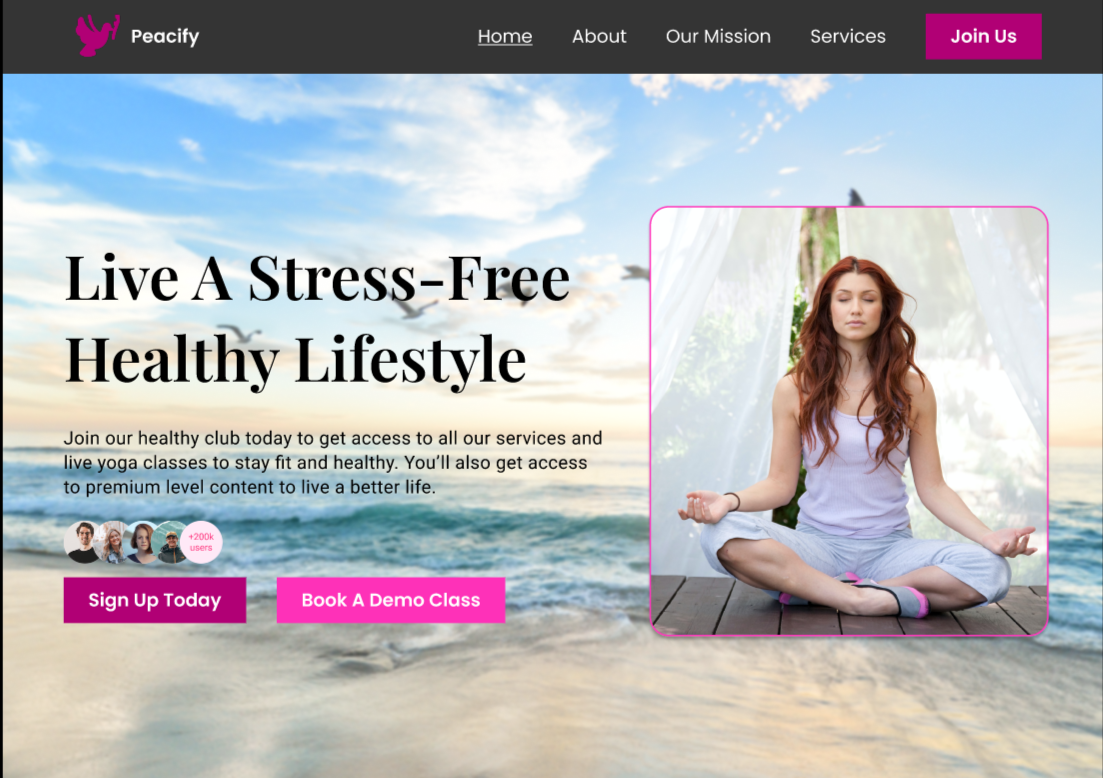 Peacify
Home
About
Our Mission
Services
Join Us
Live A Stress-Free
Healthy Lifestyle
Join our healthy club today to get access to all our services and
live yoga classes to stay fit and healthy. You’ll also get access
to premium level content to live a better life.
+200k
users
Sign Up Today
Book A Demo Class